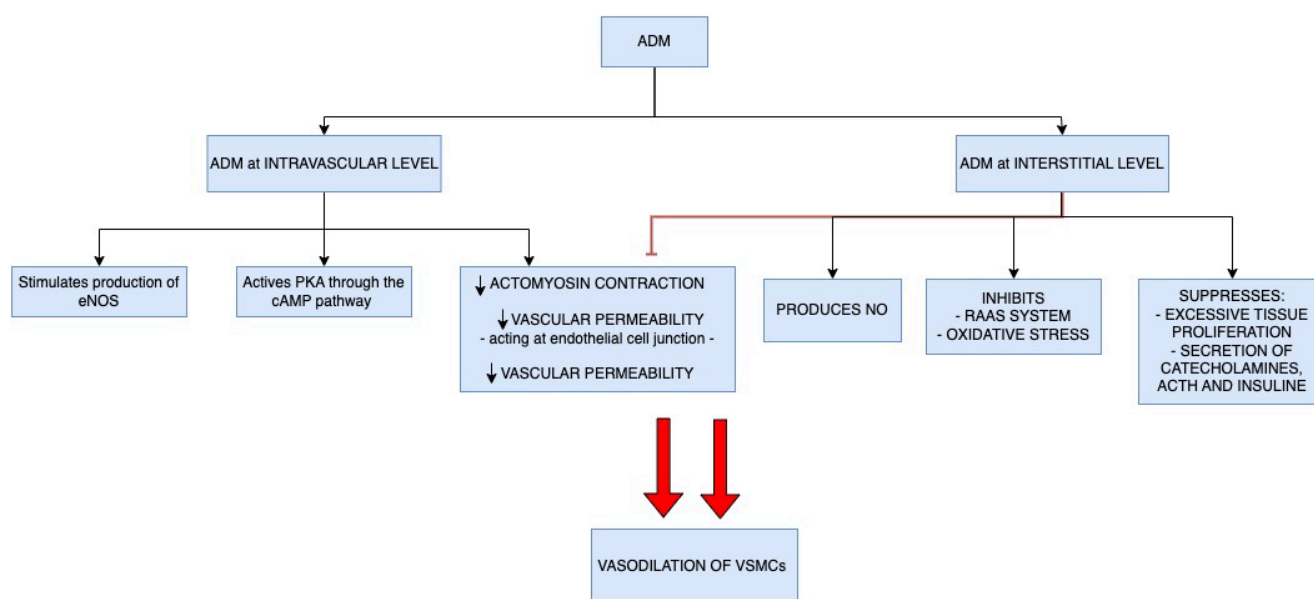 ADM
ADM at INTRAVASCULAR LEVEL
ADM at INTERSTITIAL LEVEL
Stimulates production of
eNOS
Actives PKA through the
cAMP pathway
↓ ACTOMYOSIN CONTRACTION
↓ VASCULAR PERMEABILITY
- acting at endothelial cell junction -
↓ VASCULAR PERMEABILITY
PRODUCES NO
INHIBITS
- RAAS SYSTEM
- OXIDATIVE STRESS
SUPPRESSES:
- EXCESSIVE TISSUE
PROLIFERATION
- SECRETION OF
CATECHOLAMINES,
ACTH AND INSULINE
VASODILATION OF VSMCs